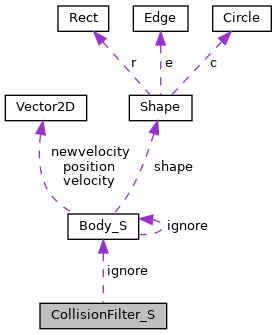 Rect Edge Circle
r e c
Vector2D Shape
newvelocity
position
velocity
shape
Body_S
ignore
ignore
CollisionFilter_S